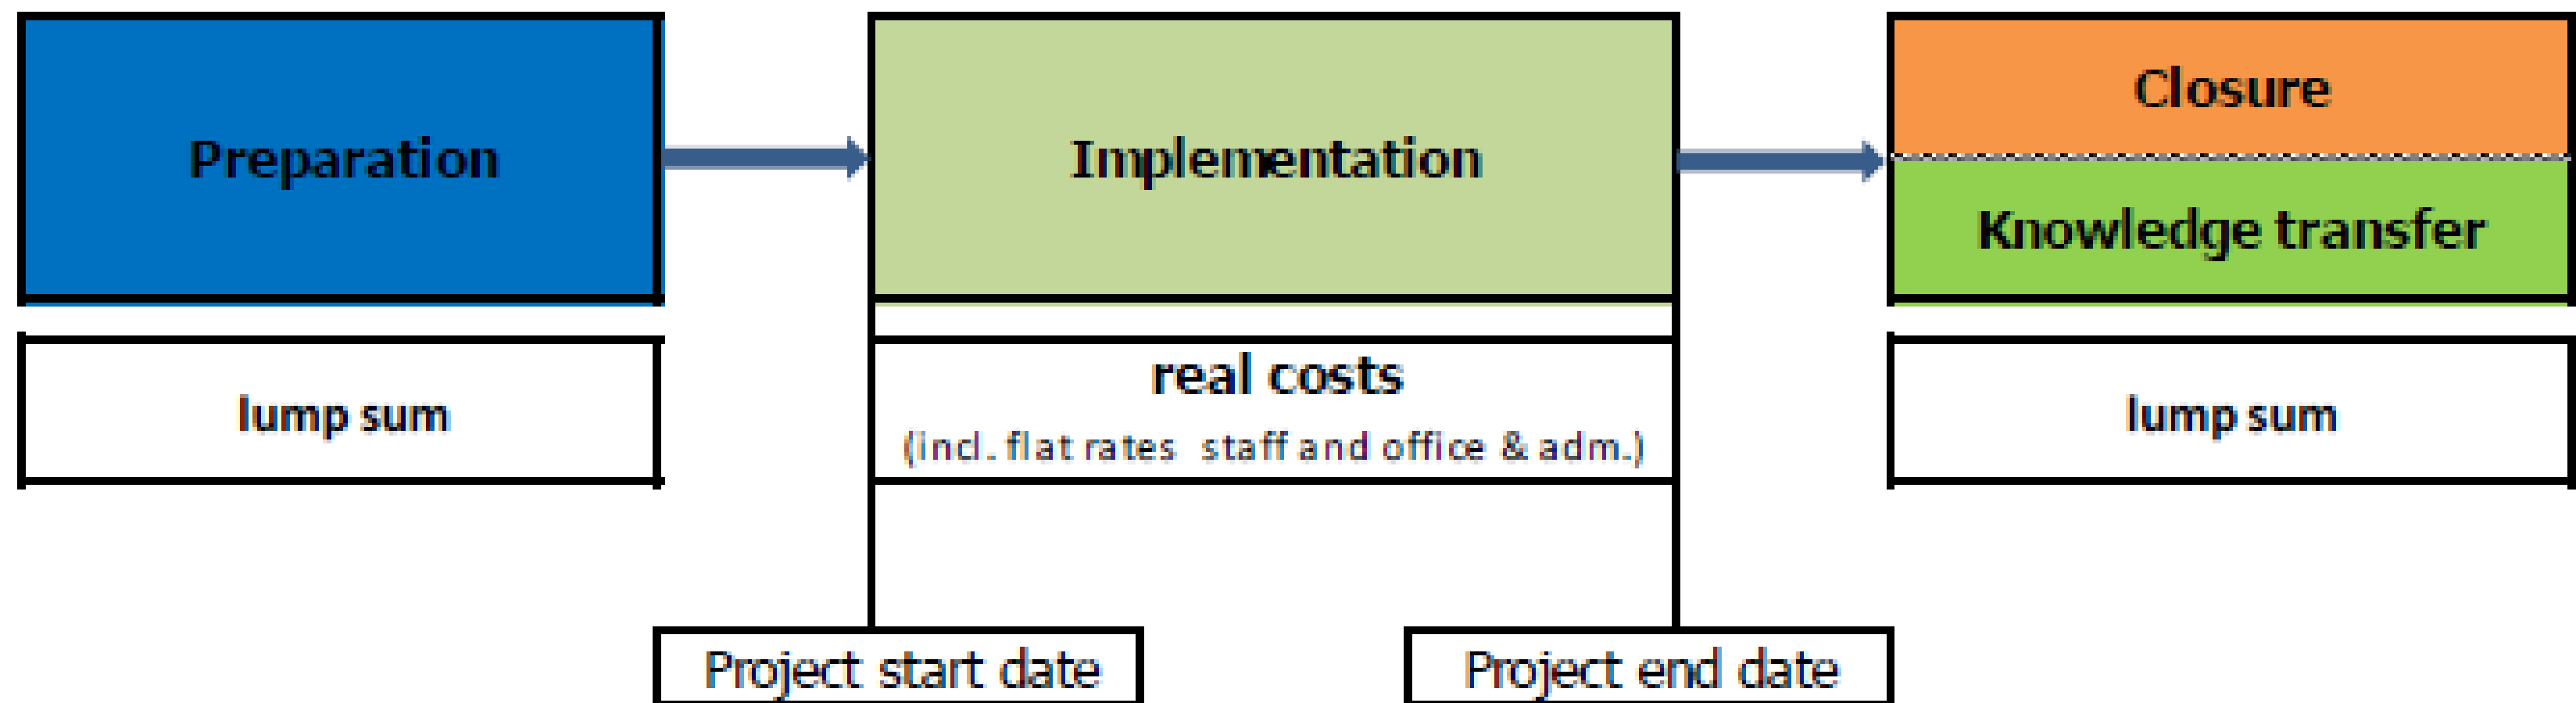 Preparation
Implementation
Closure
Knowledge transfer
lump sum
real costs
(incl. flat rates staff and office & adm.)
lump sum
Project start date
Project end date